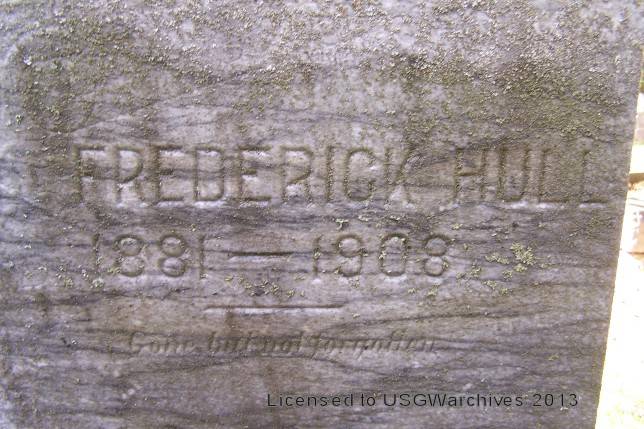 FREDERICK HULL
1881 — 1908
Gone, but not forgotten
Licensed to USGWarchives 2013